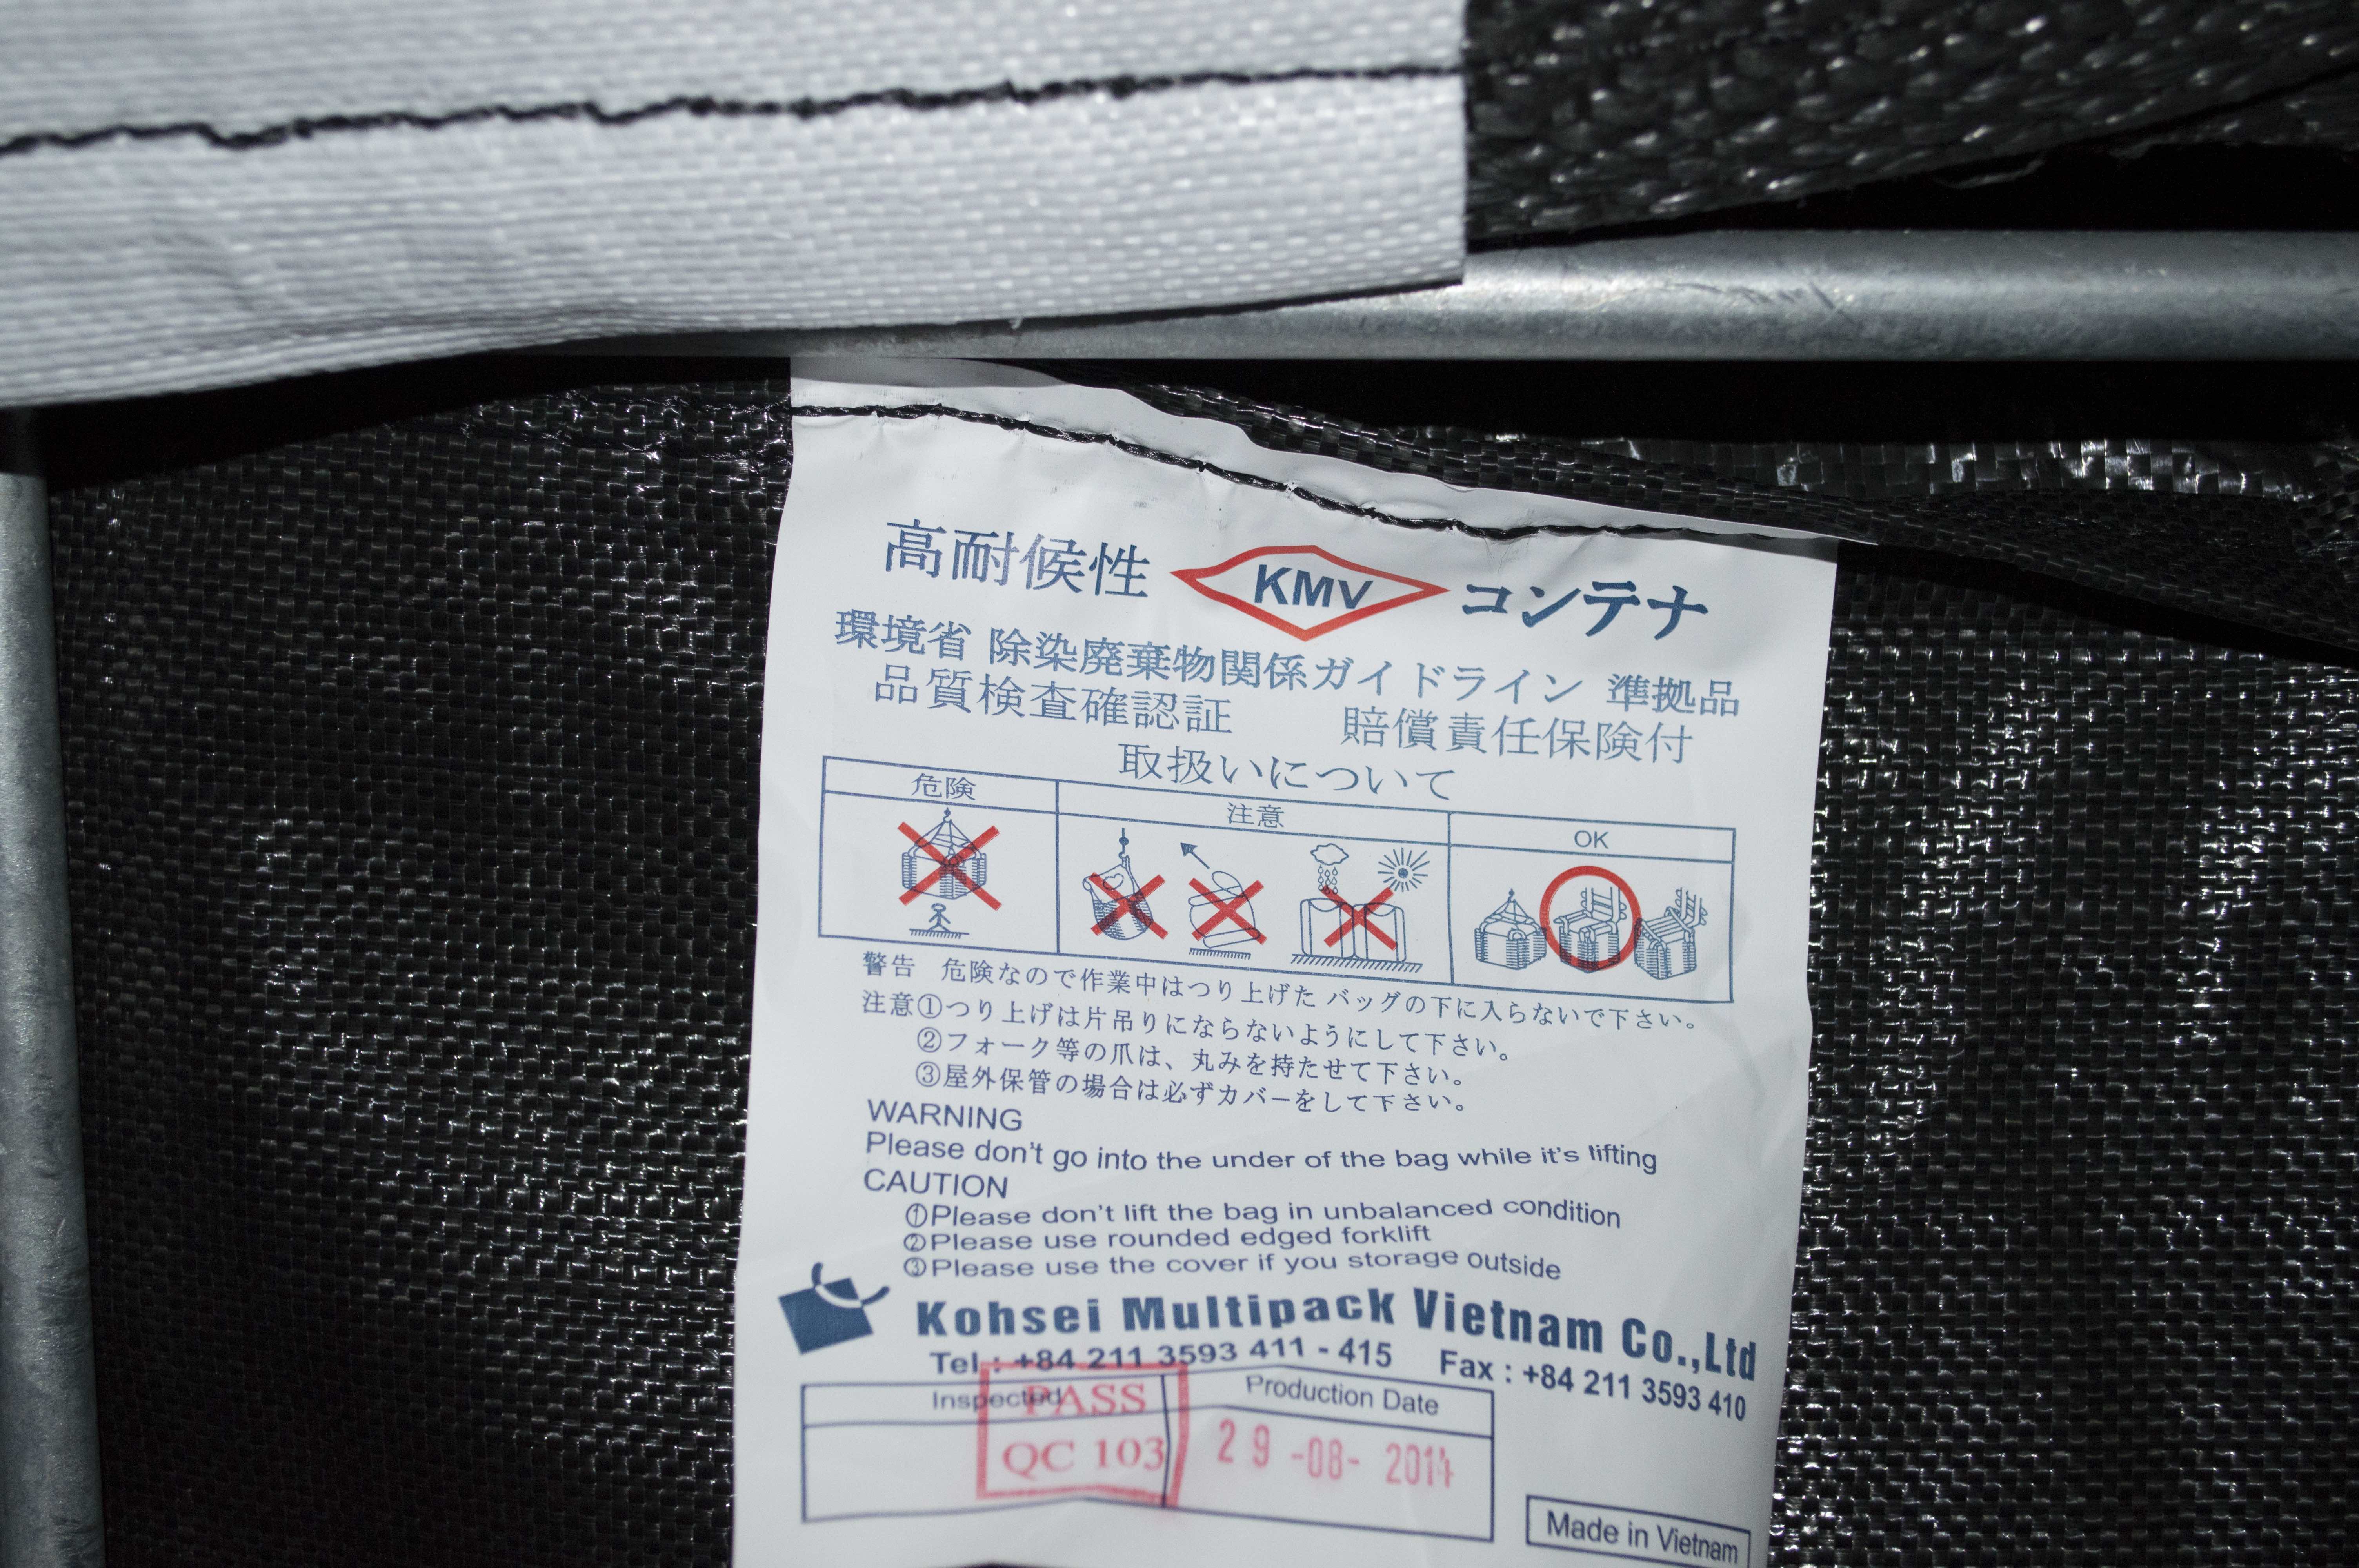 高耐候性 KMV コンテナ
環境省 除染廃棄物関係ガイドライン 準拠品
品質検査確認証 賠償責任保険付
取扱いについて
危険 注意 OK
警告 危険なので作業中はつり上げた バッグの下に入らないで下さい。
注意①つり上げは片吊りにならないようにして下さい。
②フォーク等の爪は、丸みを持たせて下さい。
③屋外保管の場合は必ずカバーをして下さい。
WARNING
Please don't go into the under of the bag while it's lifting
CAUTION
①Please don't lift the bag in unbalanced condition
②Please use rounded edged forklift
③Please use the cover if you storage outside
Kohsei Multipack Vietnam Co.,Ltd
Tel : +84 211 3593 411 - 415 Fax : +84 211 3593 410
Inspected Production Date
PASS
QC 103 29 -08- 2014
Made in Vietnam